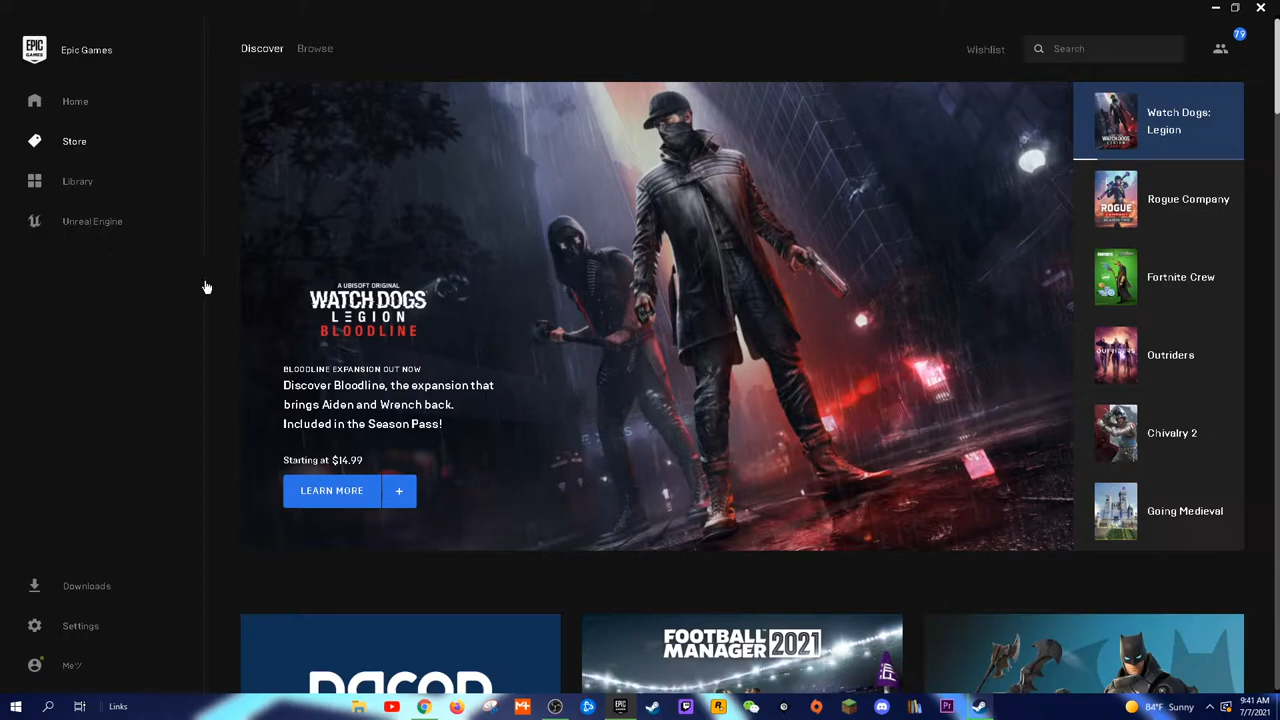 EPIC
GAMES
Epic Games
Discover
Browse
Wishlist
Search
79
Home
Store
Library
Unreal Engine
A UBISOFT ORIGINAL
WATCH DOGS
LEGION
BLOODLINE
BLOODLINE EXPANSION OUT NOW
Discover Bloodline, the expansion that
brings Aiden and Wrench back.
Included in the Season Pass!
Starting at $14.99
LEARN MORE
+
Watch Dogs:
Legion
Rogue Company
Fortnite Crew
Outriders
Chivalry 2
Going Medieval
Downloads
Settings
nacon
FOOTBALL
MANAGER 2021
Links
84°F Sunny
9:41 AM
7/7/2021